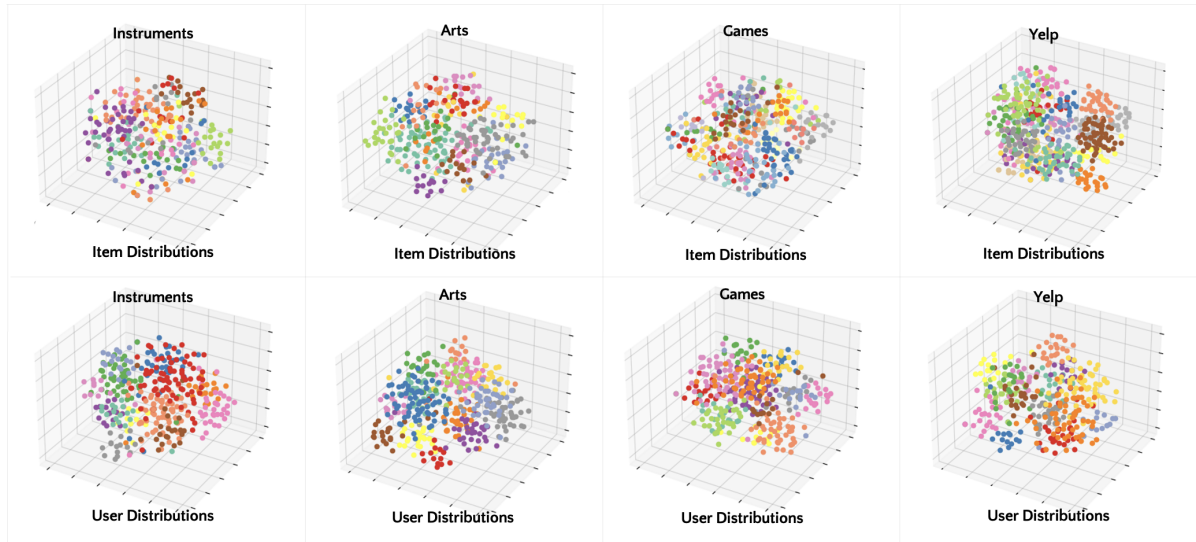 Instruments
Arts
Games
Yelp
Item Distributions
Item Distributions
Item Distributions
Item Distributions
Instruments
Arts
Games
Yelp
User Distributions
User Distributions
User Distributions
User Distributions